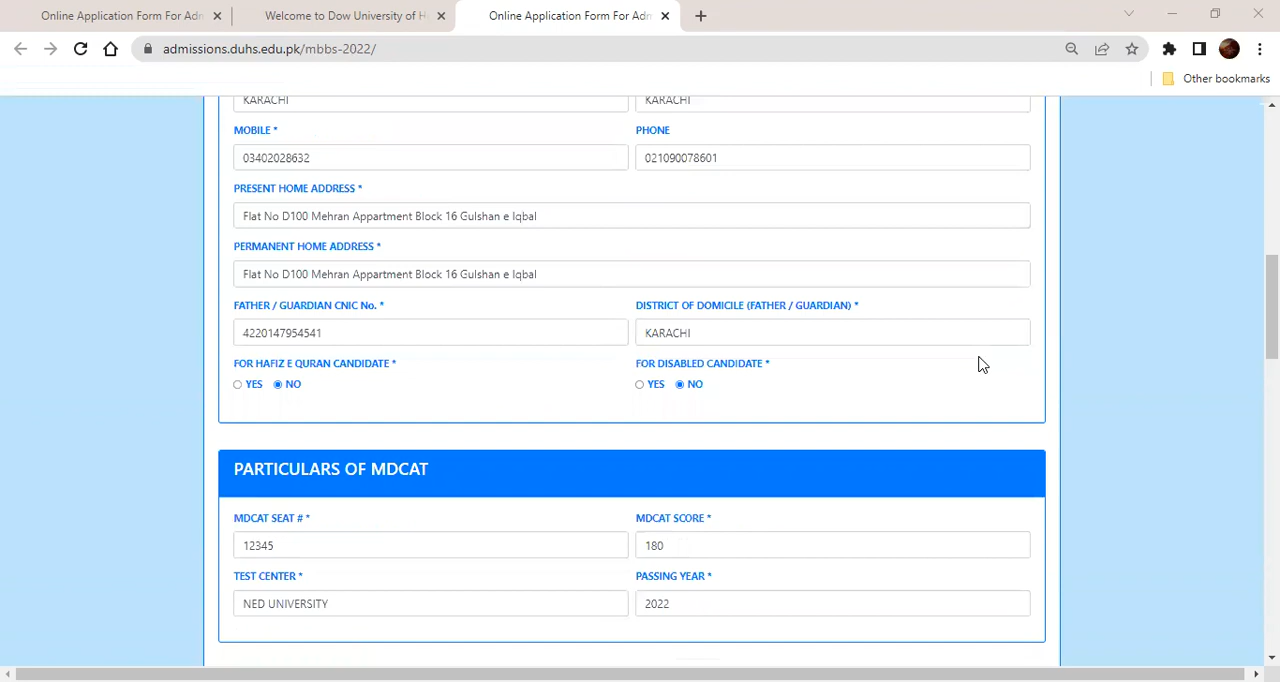 Online Application Form For Adm
Welcome to Dow University of H
Online Application Form For Adm
admissions.duhs.edu.pk/mbbs-2022/
Other bookmarks
KARACHI KARACHI
MOBILE * PHONE
03402028632 021090078601
PRESENT HOME ADDRESS *
Flat No D100 Mehran Appartment Block 16 Gulshan e Iqbal
PERMANENT HOME ADDRESS *
Flat No D100 Mehran Appartment Block 16 Gulshan e Iqbal
FATHER / GUARDIAN CNIC No. * DISTRICT OF DOMICILE (FATHER / GUARDIAN) *
4220147954541 KARACHI
FOR HAFIZ E QURAN CANDIDATE * FOR DISABLED CANDIDATE *
YES NO YES NO
PARTICULARS OF MDCAT
MDCAT SEAT # * MDCAT SCORE *
12345 180
TEST CENTER * PASSING YEAR *
NED UNIVERSITY 2022